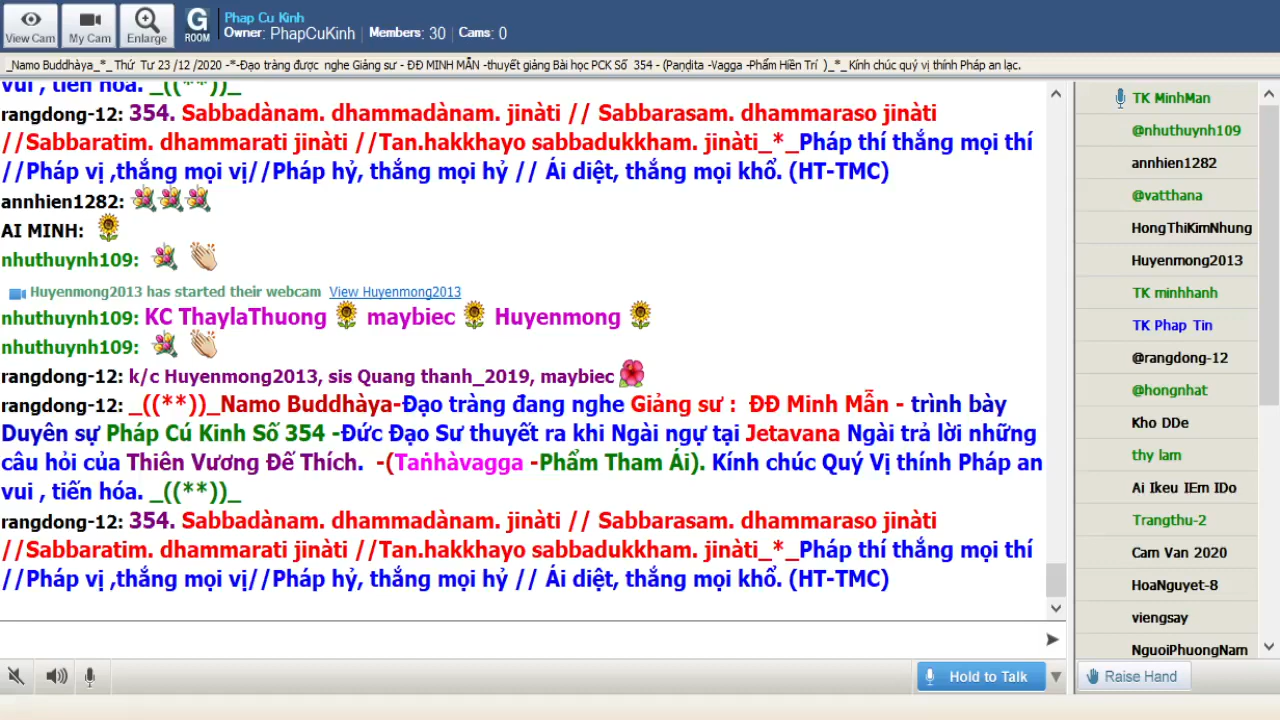 View Cam
My Cam
Enlarge
G
ROOM
Phap Cu Kinh
Owner: PhapCuKinh | Members: 30 | Cams: 0
_Namo Buddhàya_*_ Thứ Tư 23 /12 /2020 -*-Đạo tràng được nghe Giảng sư - ĐĐ MINH MẪN -thuyết giảng Bài học PCK Số 354 - (Paṇḍita -Vagga -Phẩm Hiền Trí )_*_ Kính chúc quý vị thính Pháp an lạc.
vui , tiến hóa. _((**))_
rangdong-12: 354. Sabbadànam. dhammadànam. jinàti // Sabbarasam. dhammaraso jinàti
//Sabbaratim. dhammarati jinàti //Tan.hakkhayo sabbadukkham. jinàti_*_Pháp thí thắng mọi thí
//Pháp vị ,thắng mọi vị//Pháp hỷ, thắng mọi hỷ // Ái diệt, thắng mọi khổ. (HT-TMC)
annhien1282:
AI MINH:
nhuthuynh109:
Huyenmong2013 has started their webcam View Huyenmong2013
nhuthuynh109: KC ThaylaThuong maybiec Huyenmong
nhuthuynh109:
rangdong-12: k/c Huyenmong2013, sis Quang thanh_2019, maybiec
rangdong-12: _((**))_Namo Buddhàya-Đạo tràng đang nghe Giảng sư : ĐĐ Minh Mẫn - trình bày
Duyên sự Pháp Cú Kinh Số 354 -Đức Đạo Sư thuyết ra khi Ngài ngự tại Jetavana Ngài trả lời những
câu hỏi của Thiên Vương Đế Thích. -(Taṅhàvagga -Phẩm Tham Ái). Kính chúc Quý Vị thính Pháp an
vui , tiến hóa. _((**))_
rangdong-12: 354. Sabbadànam. dhammadànam. jinàti // Sabbarasam. dhammaraso jinàti
//Sabbaratim. dhammarati jinàti //Tan.hakkhayo sabbadukkham. jinàti_*_Pháp thí thắng mọi thí
//Pháp vị ,thắng mọi vị//Pháp hỷ, thắng mọi hỷ // Ái diệt, thắng mọi khổ. (HT-TMC)
TK MinhMan
@nhuthuynh109
annhien1282
@vatthana
HongThiKimNhung
Huyenmong2013
TK minhhanh
TK Phap Tin
@rangdong-12
@hongnhat
Kho DDe
thy lam
Ai Ikeu IEm IDo
Trangthu-2
Cam Van 2020
HoaNguyet-8
viengsay
NguoiPhuongNam
Hold to Talk
Raise Hand